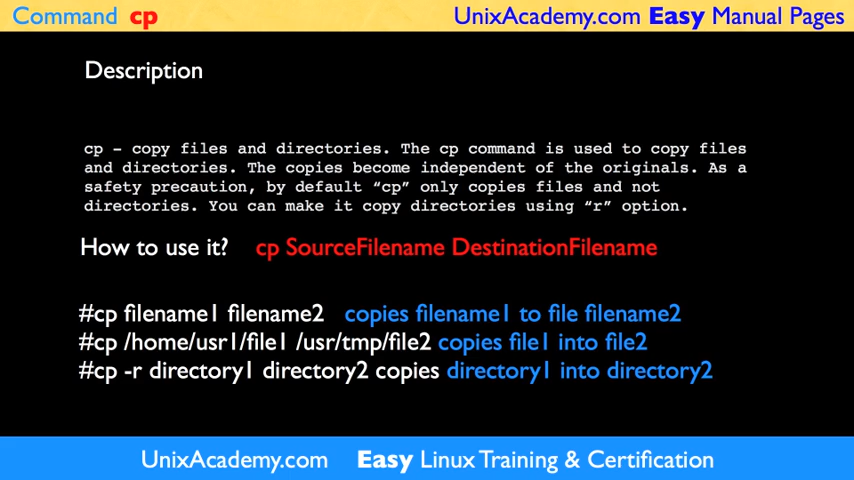 Command cp
UnixAcademy.com Easy Manual Pages
Description
cp – copy files and directories. The cp command is used to copy files
and directories. The copies become independent of the originals. As a
safety precaution, by default “cp” only copies files and not
directories. You can make it copy directories using “r” option.
How to use it? cp SourceFilename DestinationFilename
#cp filename1 filename2 copies filename1 to file filename2
#cp /home/usr1/file1 /usr/tmp/file2 copies file1 into file2
#cp -r directory1 directory2 copies directory1 into directory2
UnixAcademy.com Easy Linux Training & Certification